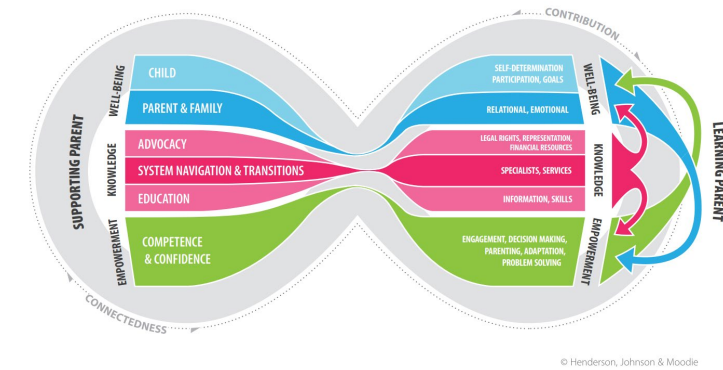 CONTRIBUTION
SUPPORTING PARENT
WELL-BEING
CHILD
PARENT & FAMILY
KNOWLEDGE
ADVOCACY
SYSTEM NAVIGATION & TRANSITIONS
EDUCATION
EMPOWERMENT
COMPETENCE
& CONFIDENCE
SELF-DETERMINATION
PARTICIPATION, GOALS
RELATIONAL, EMOTIONAL
WELL-BEING
LEGAL RIGHTS, REPRESENTATION,
FINANCIAL RESOURCES
SPECIALISTS, SERVICES
INFORMATION, SKILLS
KNOWLEDGE
ENGAGEMENT, DECISION MAKING,
PARENTING, ADAPTATION,
PROBLEM SOLVING
EMPOWERMENT
LEARNING PARENT
CONNECTEDNESS
© Henderson, Johnson & Moodie